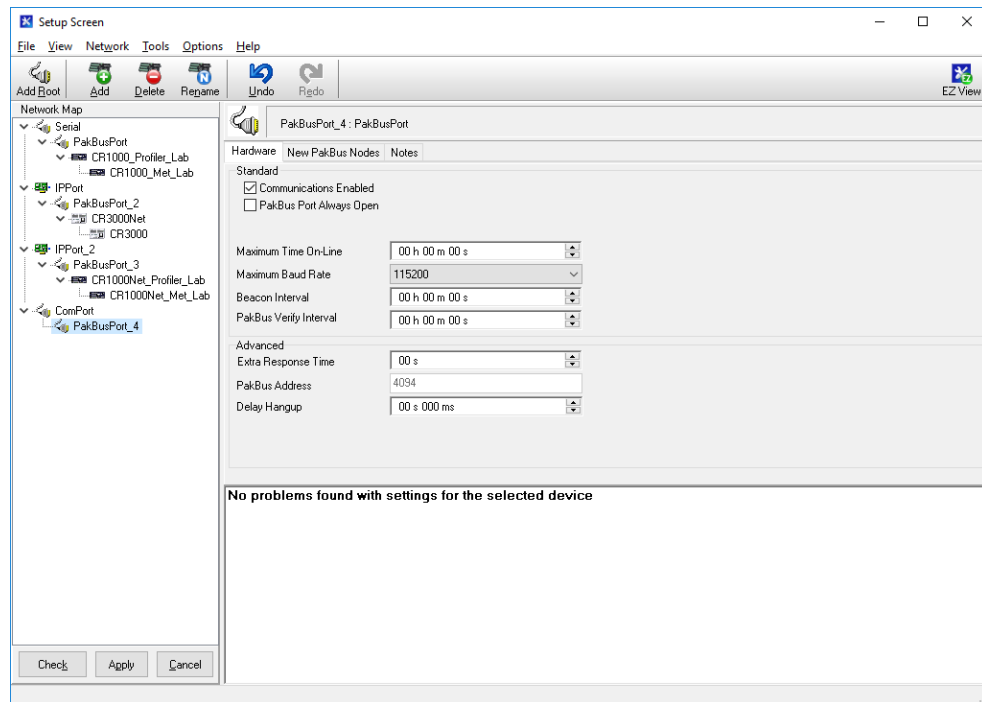 Setup Screen
File View Network Tools Options Help
Add Root Add Delete Rename Undo Redo EZ View
Network Map
Serial
PakBusPort
CR1000_Profiler_Lab
CR1000_Met_Lab
IPPort
PakBusPort_2
CR3000Net
CR3000
IPPort_2
PakBusPort_3
CR1000Net_Profiler_Lab
CR1000Net_Met_Lab
ComPort
PakBusPort_4
Check Apply Cancel
PakBusPort_4 : PakBusPort
Hardware New PakBus Nodes Notes
Standard
Communications Enabled
PakBus Port Always Open
Maximum Time On-Line 00 h 00 m 00 s
Maximum Baud Rate 115200
Beacon Interval 00 h 00 m 00 s
PakBus Verify Interval 00 h 00 m 00 s
Advanced
Extra Response Time 00 s
PakBus Address 4094
Delay Hangup 00 s 000 ms
No problems found with settings for the selected device